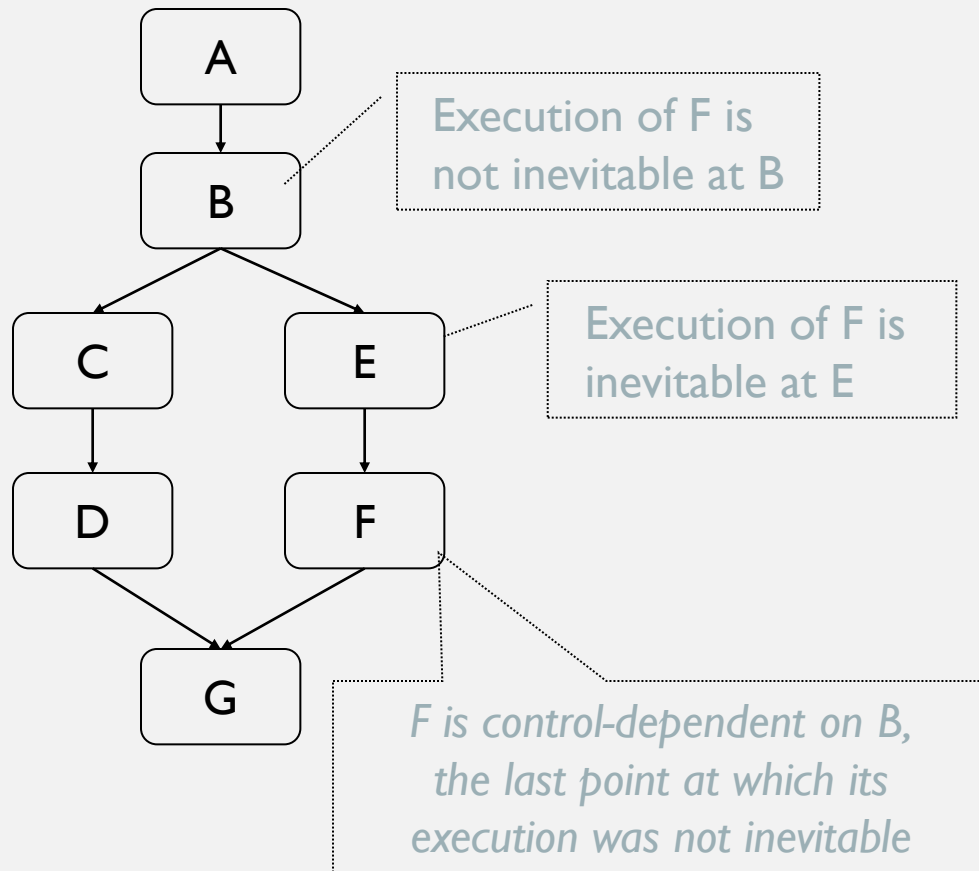 A
Execution of F is
not inevitable at B
B
Execution of F is
inevitable at E
C
E
D
F
G
F is control-dependent on B,
the last point at which its
execution was not inevitable